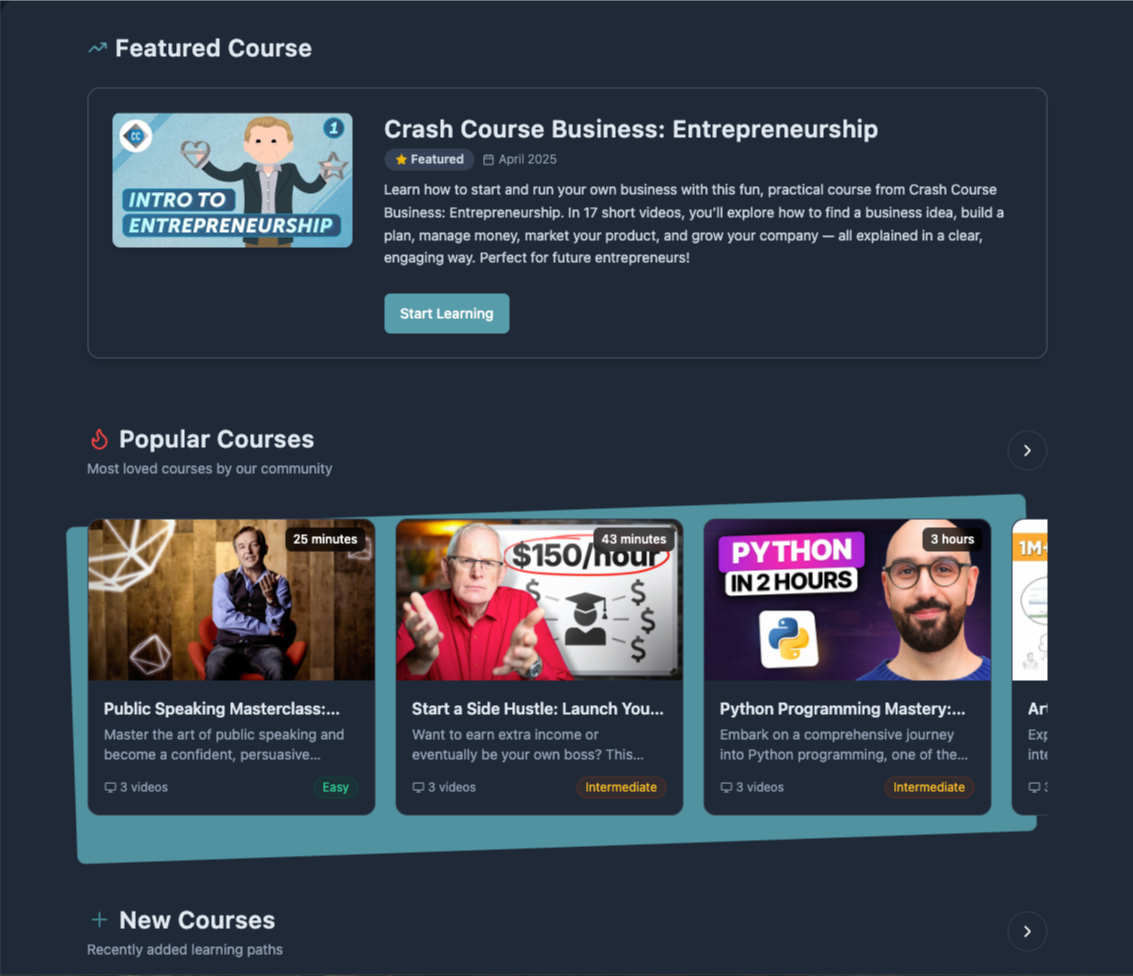 Featured Course
CC
1
INTRO TO
ENTREPRENEURSHIP
Crash Course Business: Entrepreneurship
Featured
April 2025
Learn how to start and run your own business with this fun, practical course from Crash Course
Business: Entrepreneurship. In 17 short videos, you'll explore how to find a business idea, build a
plan, manage money, market your product, and grow your company — all explained in a clear,
engaging way. Perfect for future entrepreneurs!
Start Learning
Popular Courses
Most loved courses by our community
25 minutes
Public Speaking Masterclass:...
Master the art of public speaking and
become a confident, persuasive...
3 videos
Easy
43 minutes
$150/hour
$ $
$ $
$ $
Start a Side Hustle: Launch You...
Want to earn extra income or
eventually be your own boss? This...
3 videos
Intermediate
3 hours
PYTHON
IN 2 HOURS
Python Programming Mastery:...
Embark on a comprehensive journey
into Python programming, one of the...
3 videos
Intermediate
1M
Art
Exp
inte
3
New Courses
Recently added learning paths